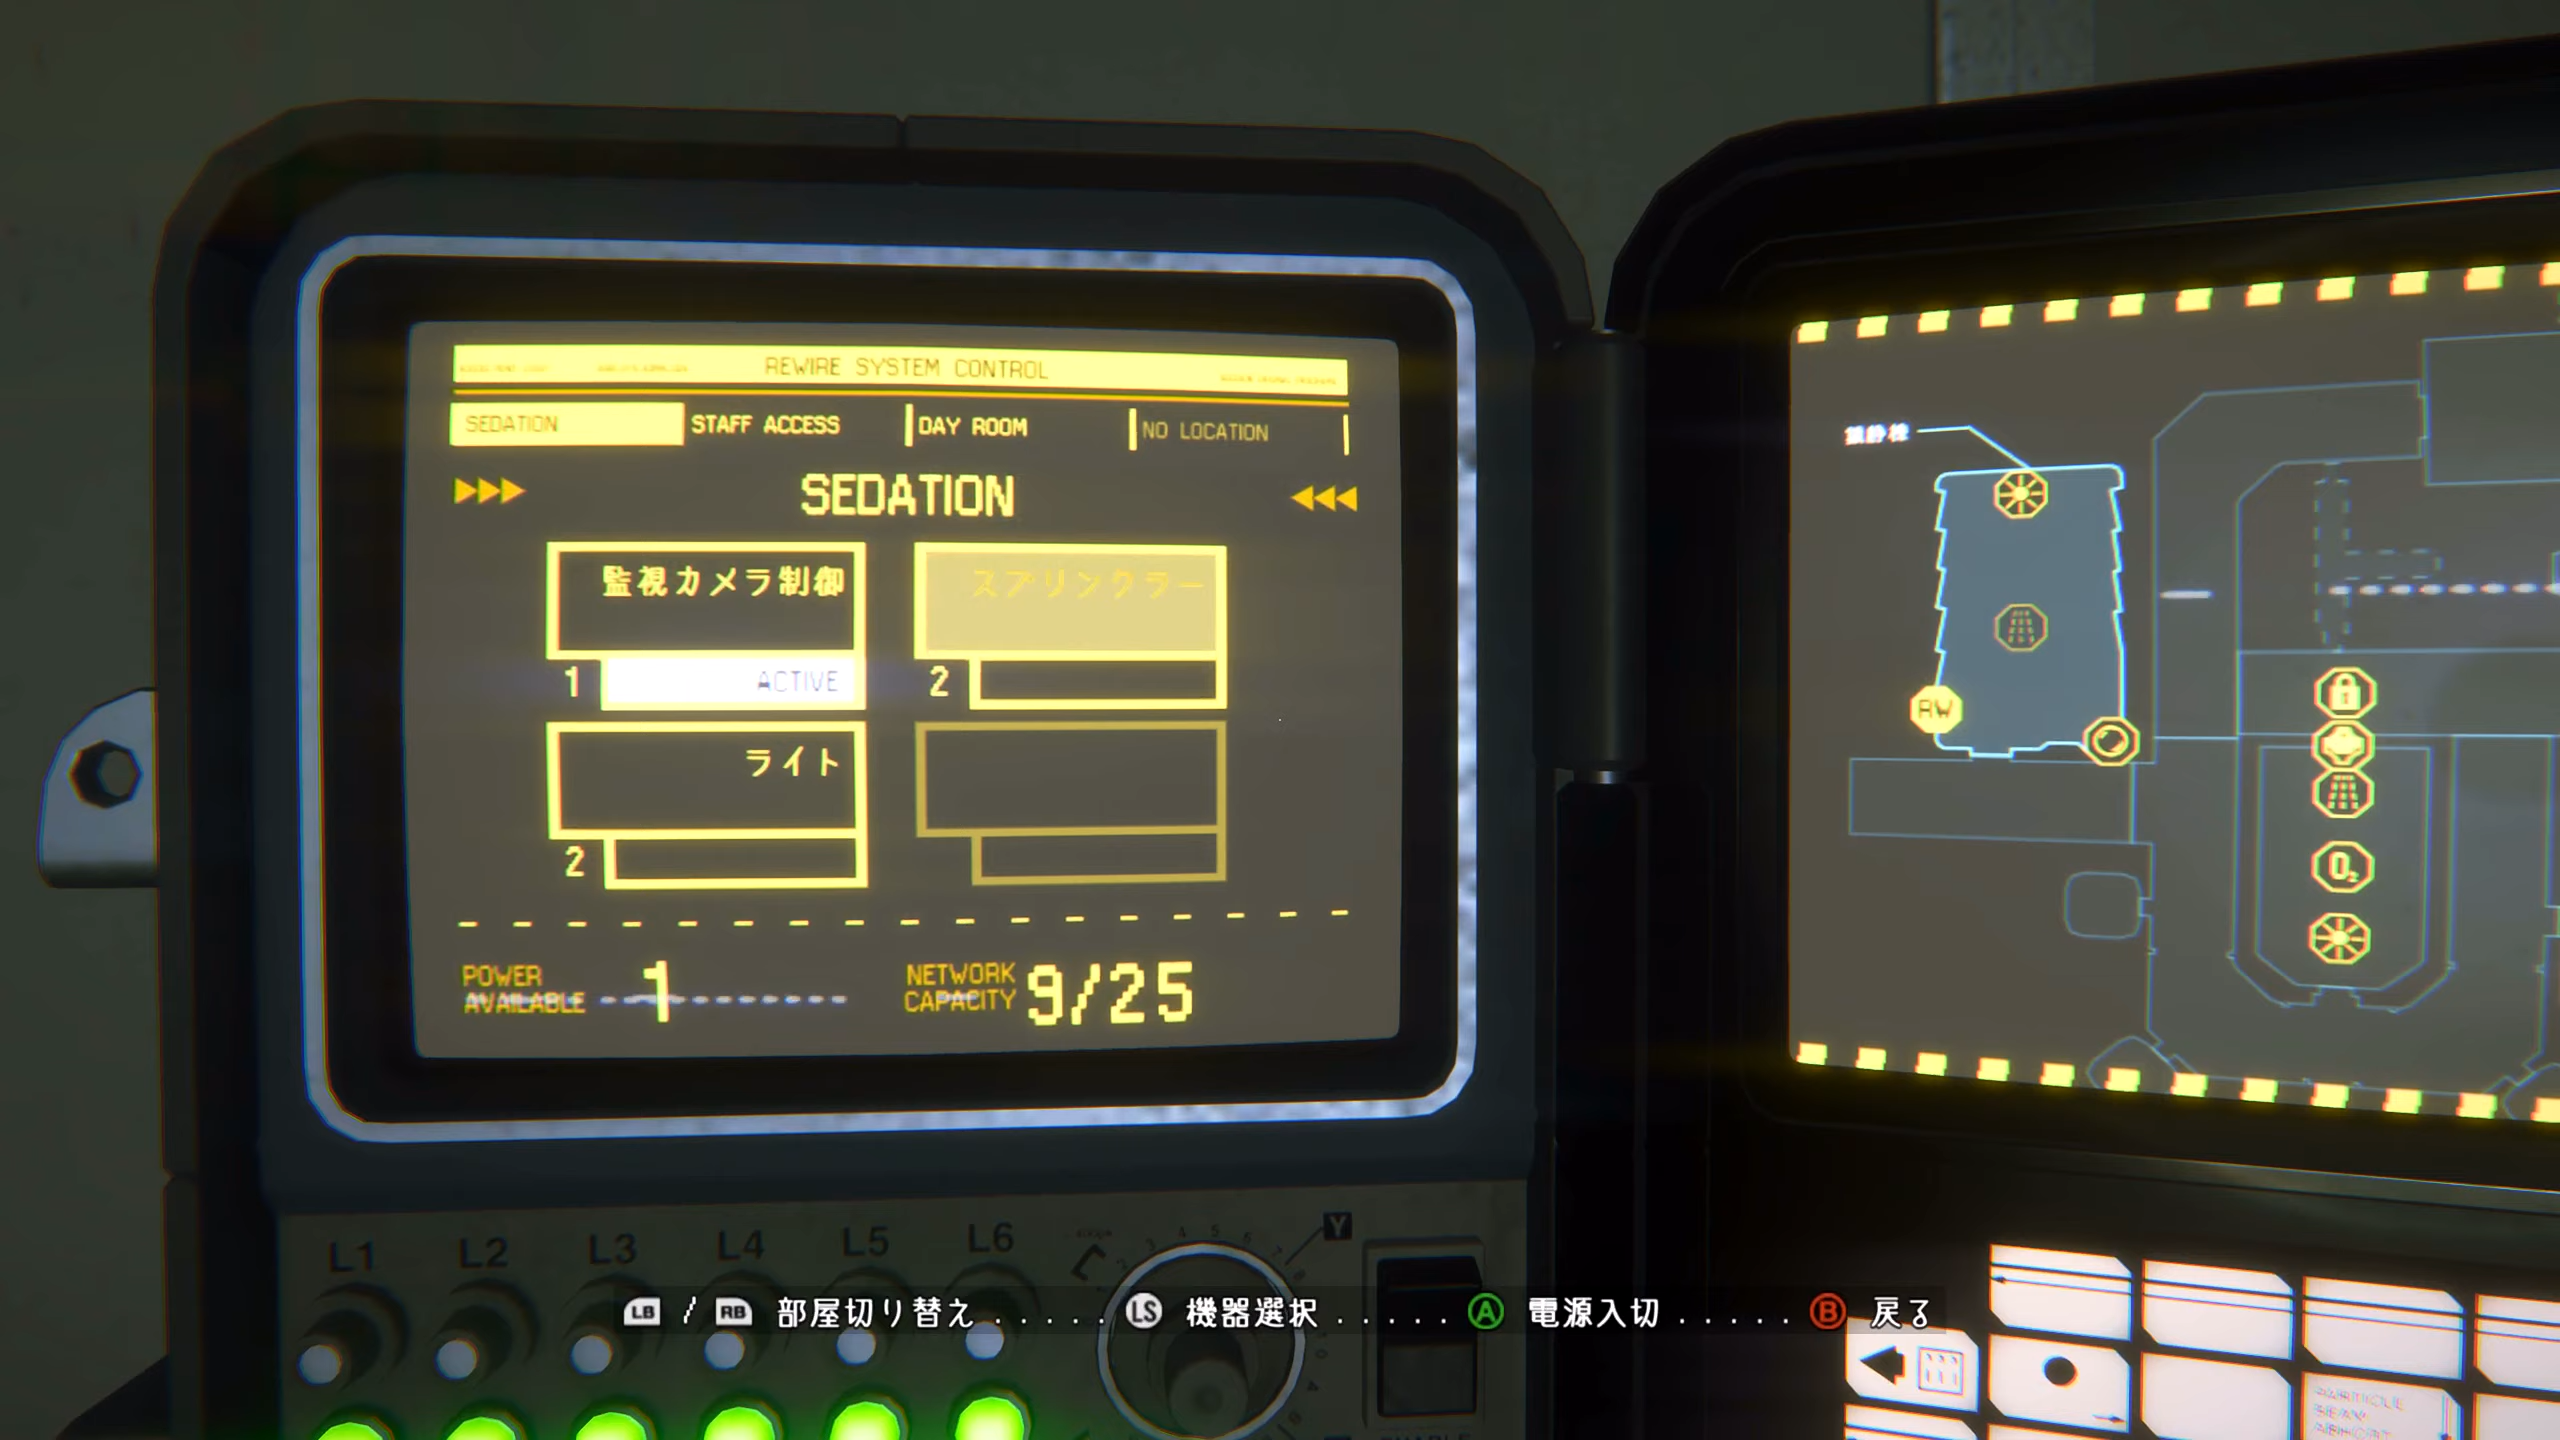 REWIRE SYSTEM CONTROL
SEDATION
STAFF ACCESS
DAY ROOM
NO LOCATION
SEDATION
監視カメラ制御
1
ACTIVE
スプリンクラー
2
ライト
2
POWER AVAILABLE 1
NETWORK CAPACITY 9/25
鎮静棟
RW
O₂
L1 L2 L3 L4 L5 L6
Y
LB / RB 部屋切り替え . . . . . LS 機器選択 . . . . . A 電源入切 . . . . . B 戻る
PARTICLE
BEAM